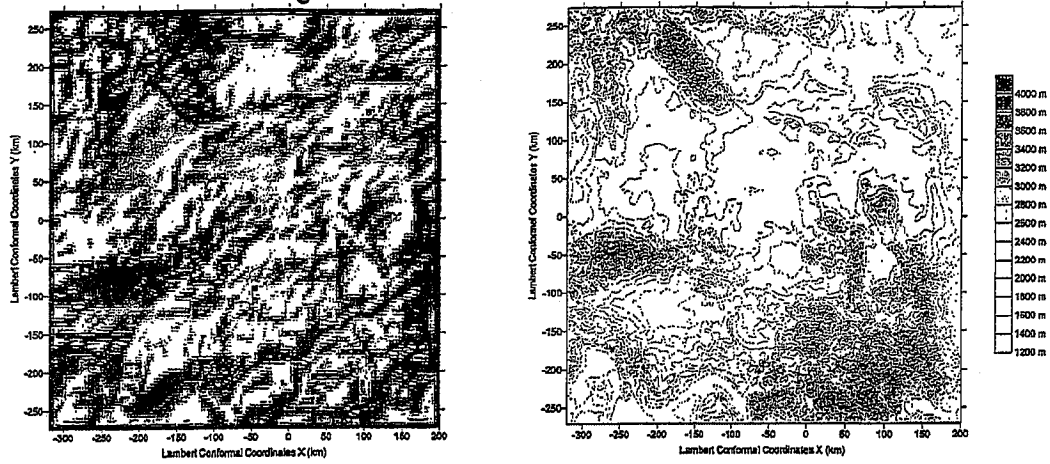 250
200
150
100
50
0
-50
-100
-150
-200
-250
-300 -250 -200 -150 -100 -50 0 50 100 150 200
Lambert Conformal Coordinates X (km)
Lambert Conformal Coordinates Y (km)
250
200
150
100
50
0
-50
-100
-150
-200
-250
-300 -250 -200 -150 -100 -50 0 50 100 150 200
Lambert Conformal Coordinates X (km)
Lambert Conformal Coordinates Y (km)
4000 m
3800 m
3600 m
3400 m
3200 m
3000 m
2800 m
2600 m
2400 m
2200 m
2000 m
1800 m
1600 m
1400 m
1200 m